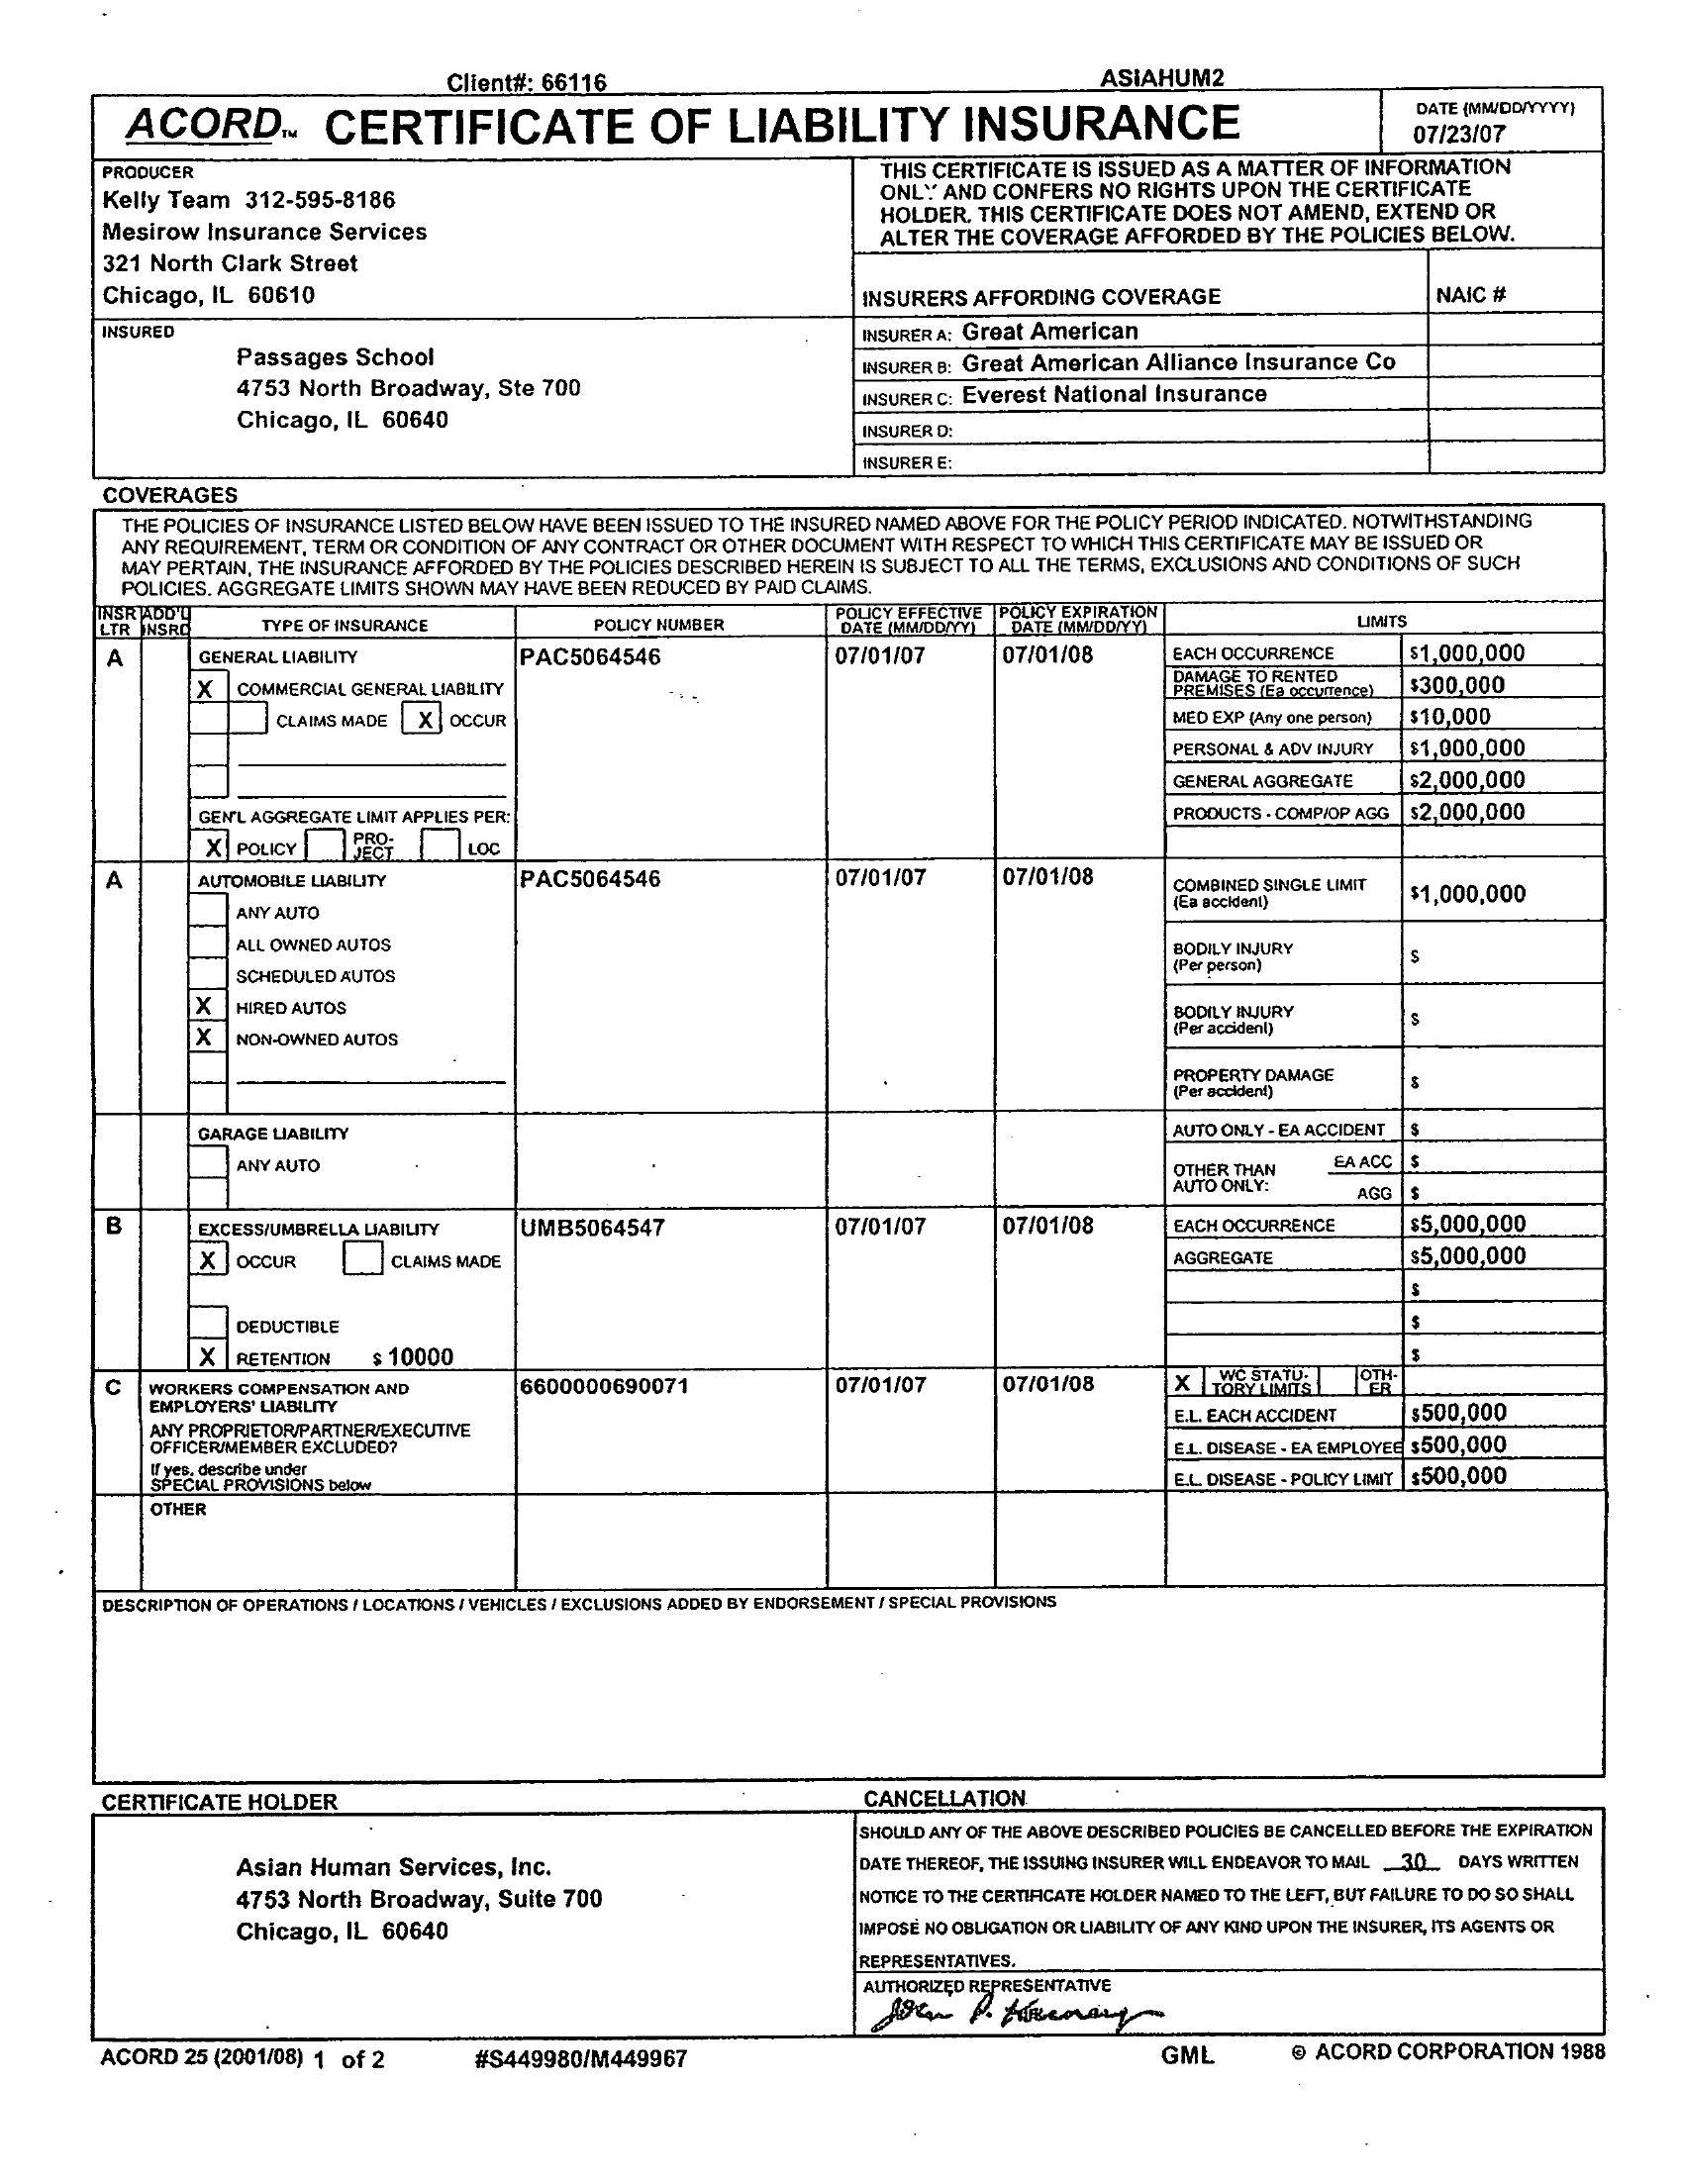 Client#: 66116
ASIAHUM2
ACORD™ CERTIFICATE OF LIABILITY INSURANCE
DATE (MM/DD/YYYY)
07/23/07
PRODUCER
Kelly Team 312-595-8186
Mesirow Insurance Services
321 North Clark Street
Chicago, IL 60610
THIS CERTIFICATE IS ISSUED AS A MATTER OF INFORMATION
ONLY AND CONFERS NO RIGHTS UPON THE CERTIFICATE
HOLDER. THIS CERTIFICATE DOES NOT AMEND, EXTEND OR
ALTER THE COVERAGE AFFORDED BY THE POLICIES BELOW.
INSURERS AFFORDING COVERAGE
NAIC #
INSURED
Passages School
4753 North Broadway, Ste 700
Chicago, IL 60640
INSURER A: Great American
INSURER B: Great American Alliance Insurance Co
INSURER C: Everest National Insurance
INSURER D:
INSURER E:
COVERAGES
THE POLICIES OF INSURANCE LISTED BELOW HAVE BEEN ISSUED TO THE INSURED NAMED ABOVE FOR THE POLICY PERIOD INDICATED. NOTWITHSTANDING
ANY REQUIREMENT, TERM OR CONDITION OF ANY CONTRACT OR OTHER DOCUMENT WITH RESPECT TO WHICH THIS CERTIFICATE MAY BE ISSUED OR
MAY PERTAIN, THE INSURANCE AFFORDED BY THE POLICIES DESCRIBED HEREIN IS SUBJECT TO ALL THE TERMS, EXCLUSIONS AND CONDITIONS OF SUCH
POLICIES. AGGREGATE LIMITS SHOWN MAY HAVE BEEN REDUCED BY PAID CLAIMS.
INSR ADD'L
LTR INSRD
TYPE OF INSURANCE
POLICY NUMBER
POLICY EFFECTIVE
DATE (MM/DD/YY)
POLICY EXPIRATION
DATE (MM/DD/YY)
LIMITS
A
GENERAL LIABILITY
X COMMERCIAL GENERAL LIABILITY
CLAIMS MADE X OCCUR
GEN'L AGGREGATE LIMIT APPLIES PER:
X POLICY PRO-JECT LOC
PAC5064546
07/01/07
07/01/08
EACH OCCURRENCE $1,000,000
DAMAGE TO RENTED
PREMISES (Ea occurrence) $300,000
MED EXP (Any one person) $10,000
PERSONAL & ADV INJURY $1,000,000
GENERAL AGGREGATE $2,000,000
PRODUCTS - COMP/OP AGG $2,000,000
A
AUTOMOBILE LIABILITY
ANY AUTO
ALL OWNED AUTOS
SCHEDULED AUTOS
X HIRED AUTOS
X NON-OWNED AUTOS
PAC5064546
07/01/07
07/01/08
COMBINED SINGLE LIMIT
(Ea accident) $1,000,000
BODILY INJURY
(Per person) $
BODILY INJURY
(Per accident) $
PROPERTY DAMAGE
(Per accident) $
GARAGE LIABILITY
ANY AUTO
AUTO ONLY - EA ACCIDENT $
OTHER THAN
AUTO ONLY:
EA ACC $
AGG $
B
EXCESS/UMBRELLA LIABILITY
X OCCUR CLAIMS MADE
DEDUCTIBLE
X RETENTION $ 10000
UMB5064547
07/01/07
07/01/08
EACH OCCURRENCE $5,000,000
AGGREGATE $5,000,000
$
$
$
C
WORKERS COMPENSATION AND
EMPLOYERS' LIABILITY
ANY PROPRIETOR/PARTNER/EXECUTIVE
OFFICER/MEMBER EXCLUDED?
If yes, describe under
SPECIAL PROVISIONS below
6600000690071
07/01/07
07/01/08
X WC STATU-TORY LIMITS OTH-ER
E.L. EACH ACCIDENT $500,000
E.L. DISEASE - EA EMPLOYEE $500,000
E.L. DISEASE - POLICY LIMIT $500,000
OTHER
DESCRIPTION OF OPERATIONS / LOCATIONS / VEHICLES / EXCLUSIONS ADDED BY ENDORSEMENT / SPECIAL PROVISIONS
CERTIFICATE HOLDER
Asian Human Services, Inc.
4753 North Broadway, Suite 700
Chicago, IL 60640
CANCELLATION
SHOULD ANY OF THE ABOVE DESCRIBED POLICIES BE CANCELLED BEFORE THE EXPIRATION
DATE THEREOF, THE ISSUING INSURER WILL ENDEAVOR TO MAIL 30 DAYS WRITTEN
NOTICE TO THE CERTIFICATE HOLDER NAMED TO THE LEFT, BUT FAILURE TO DO SO SHALL
IMPOSE NO OBLIGATION OR LIABILITY OF ANY KIND UPON THE INSURER, ITS AGENTS OR
REPRESENTATIVES.
AUTHORIZED REPRESENTATIVE
ACORD 25 (2001/08) 1 of 2
#S449980/M449967
GML
© ACORD CORPORATION 1988